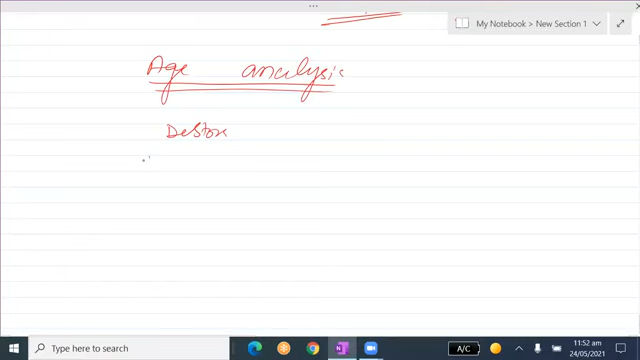 My Notebook > New Section 1
Age analysis
Debtors
Type here to search
A/C
11:52 am
24/05/2021